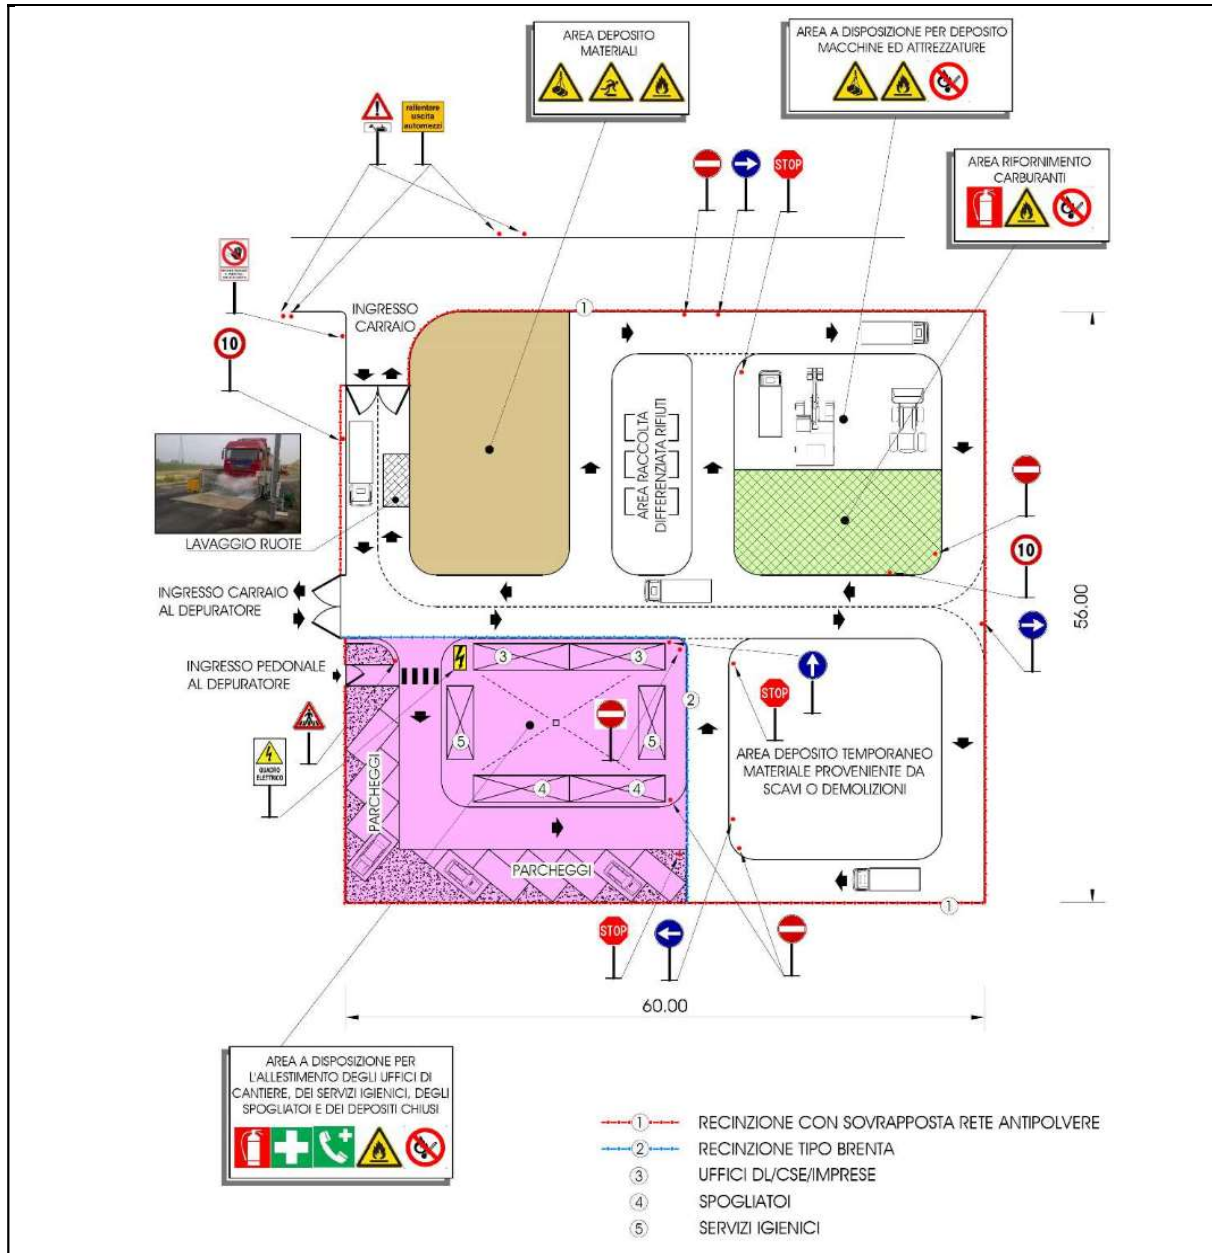 AREA DEPOSITO
MATERIALI
AREA A DISPOSIZIONE PER DEPOSITO
MACCHINE ED ATTREZZATURE
rallentare
uscita
automezzi
STOP
AREA RIFORNIMENTO
CARBURANTI
INGRESSO
CARRAIO
1
10
AREA RACCOLTA
DIFFERENZIATA RIFIUTI
LAVAGGIO RUOTE
10
INGRESSO CARRAIO
AL DEPURATORE
56.00
INGRESSO PEDONALE
AL DEPURATORE
3
3
2
STOP
5
5
QUADRO
ELETTRICO
AREA DEPOSITO TEMPORANEO
MATERIALE PROVENIENTE DA
SCAVI O DEMOLIZIONI
PARCHEGGI
4
4
PARCHEGGI
1
STOP
60.00
AREA A DISPOSIZIONE PER
L'ALLESTIMENTO DEGLI UFFICI DI
CANTIERE, DEI SERVIZI IGIENICI, DEGLI
SPOGLIATOI E DEI DEPOSITI CHIUSI
1 RECINZIONE CON SOVRAPPOSTA RETE ANTIPOLVERE
2 RECINZIONE TIPO BRENTA
3 UFFICI DL/CSE/IMPRESE
4 SPOGLIATOI
5 SERVIZI IGIENICI